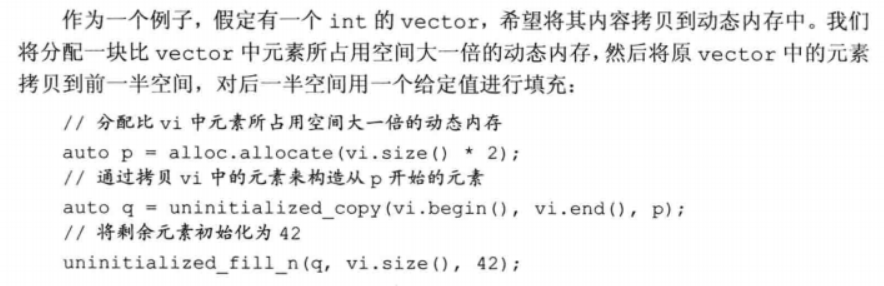 作为一个例子，假定有一个 int 的 vector，希望将其内容拷贝到动态内存中。我们
将分配一块比 vector 中元素所占用空间大一倍的动态内存，然后将原 vector 中的元素
拷贝到前一半空间，对后一半空间用一个给定值进行填充：
// 分配比 vi 中元素所占用空间大一倍的动态内存
auto p = alloc.allocate(vi.size() * 2);
// 通过拷贝 vi 中的元素来构造从 p 开始的元素
auto q = uninitialized_copy(vi.begin(), vi.end(), p);
// 将剩余元素初始化为 42
uninitialized_fill_n(q, vi.size(), 42);